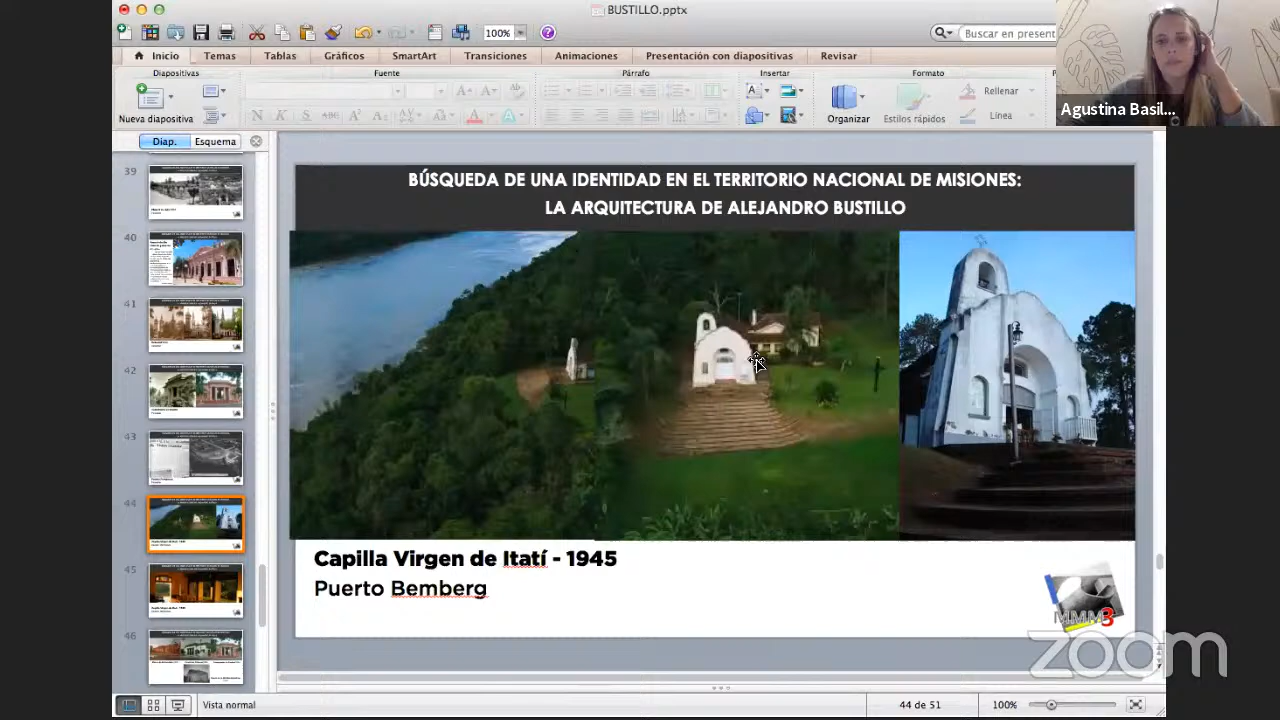 BUSTILLO.pptx
100%
Buscar en present
Inicio
Temas
Tablas
Gráficos
SmartArt
Transiciones
Animaciones
Presentación con diapositivas
Revisar
Diapositivas
Fuente
Párrafo
Insertar
Formato
Nueva diapositiva
Organizar
Estilos rápidos
Rellenar
Línea
Agustina Basil...
Diap.
Esquema
39
40
41
42
43
44
45
46
BÚSQUEDA DE UNA IDENTIDAD EN EL TERRITORIO NACIONAL DE MISIONES:
LA ARQUITECTURA DE ALEJANDRO BUSTILLO
Capilla Virgen de Itatí - 1945
Puerto Bemberg
MMM3
zoom
Vista normal
44 de 51
100%